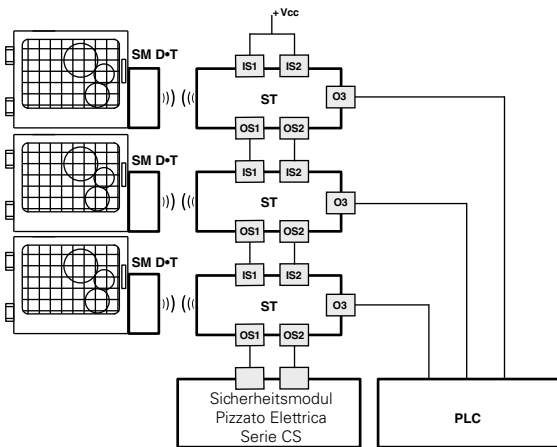 +Vcc
SM D•T
IS1 IS2
ST
O3
OS1 OS2
SM D•T
IS1 IS2
ST
O3
OS1 OS2
SM D•T
IS1 IS2
ST
O3
OS1 OS2
Sicherheitsmodul
Pizzato Elettrica
Serie CS
PLC